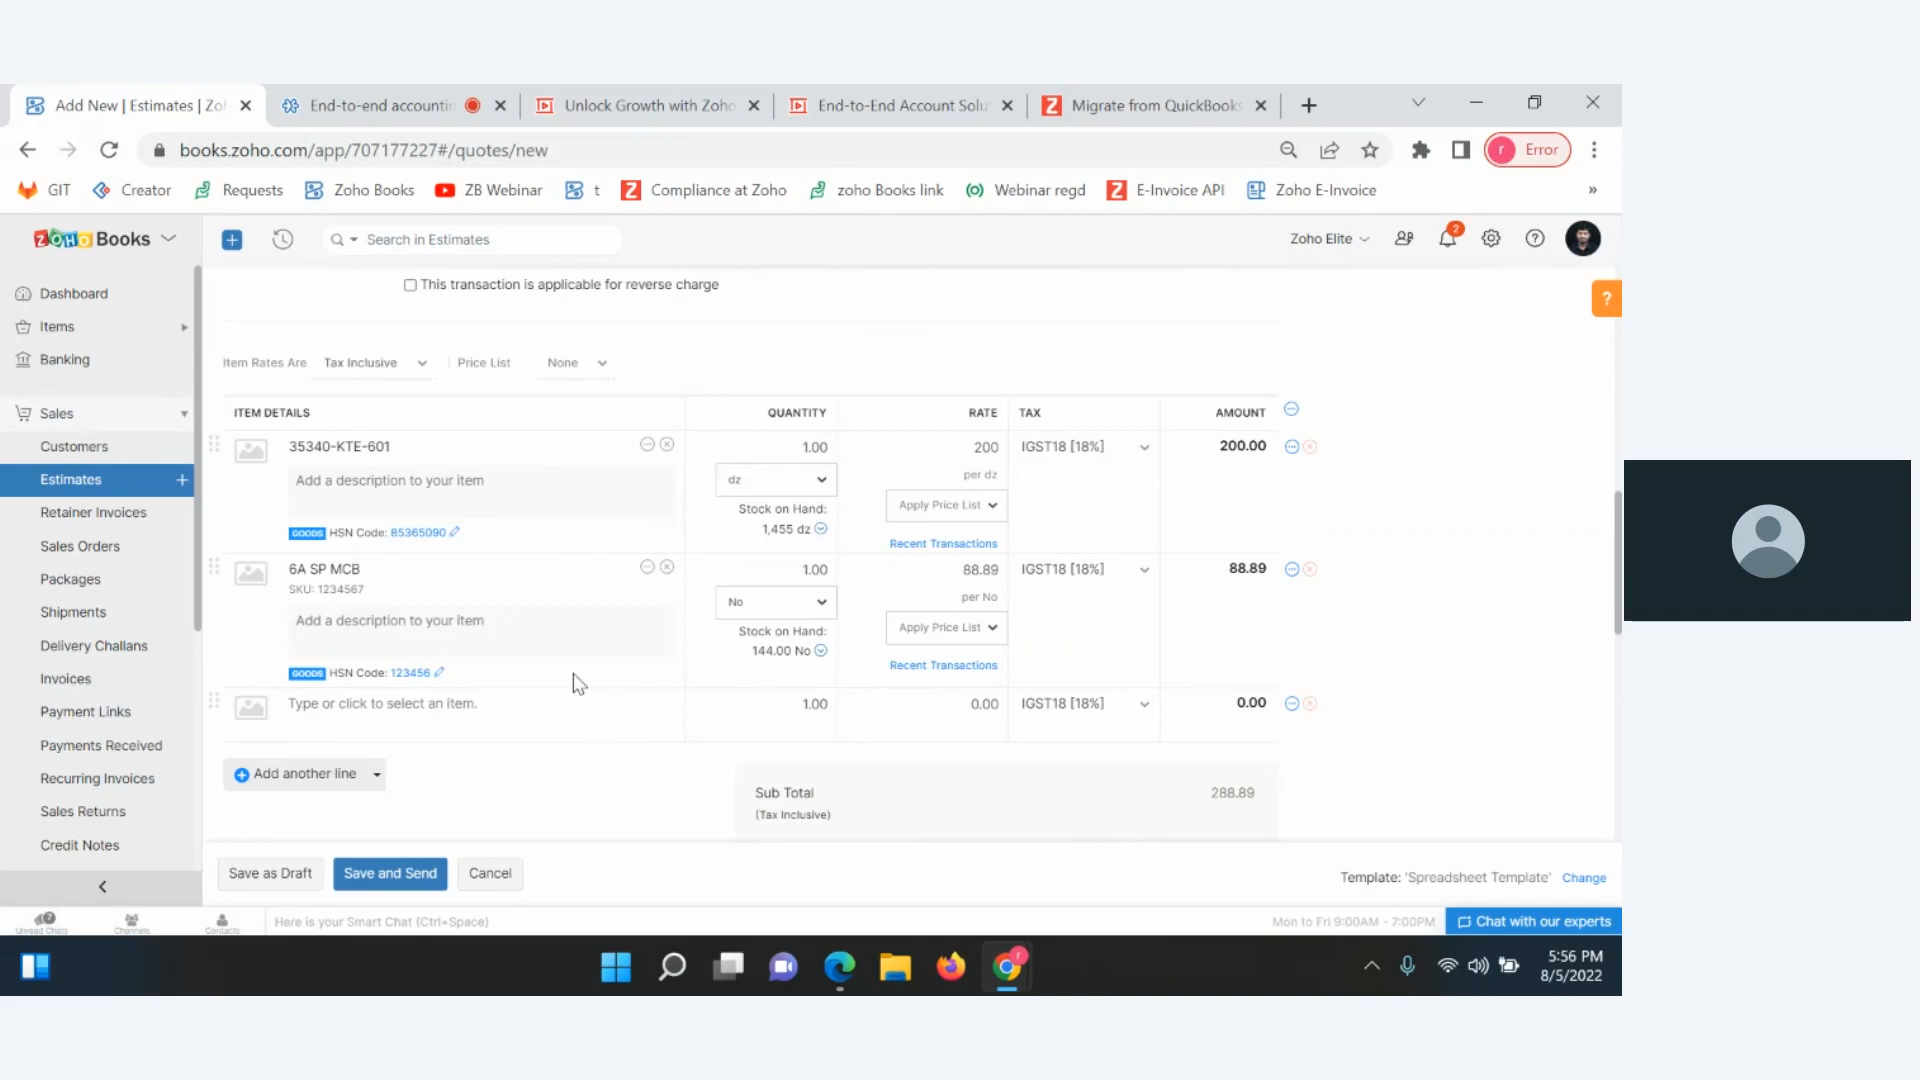 Add New | Estimates | Zoh
End-to-end accountin
Unlock Growth with Zoho
End-to-End Account Solu
Migrate from QuickBooks
books.zoho.com/app/707177227#/quotes/new
r Error
GIT
Creator
Requests
Zoho Books
ZB Webinar
t
Compliance at Zoho
zoho Books link
Webinar regd
E-Invoice API
Zoho E-Invoice
»
ZOHO Books
Search in Estimates
Zoho Elite
2
?
Dashboard
Items
Banking
Sales
Customers
Estimates +
Retainer Invoices
Sales Orders
Packages
Shipments
Delivery Challans
Invoices
Payment Links
Payments Received
Recurring Invoices
Sales Returns
Credit Notes
This transaction is applicable for reverse charge
Item Rates Are Tax Inclusive Price List None
ITEM DETAILS QUANTITY RATE TAX AMOUNT
35340-KTE-601 1.00 200 IGST18 [18%] 200.00
Add a description to your item dz per dz
Apply Price List
Stock on Hand:
GOODS HSN Code: 85365090 1,455 dz
Recent Transactions
6A SP MCB 1.00 88.89 IGST18 [18%] 88.89
SKU: 1234567
No per No
Add a description to your item Apply Price List
Stock on Hand:
144.00 No
GOODS HSN Code: 123456 Recent Transactions
Type or click to select an item. 1.00 0.00 IGST18 [18%] 0.00
Add another line
Sub Total 288.89
(Tax Inclusive)
Save as Draft Save and Send Cancel
Template: 'Spreadsheet Template' Change
7
Unread Chats Channels Contacts
Here is your Smart Chat (Ctrl+Space)
Mon to Fri 9:00AM - 7:00PM
Chat with our experts
r
5:56 PM
8/5/2022